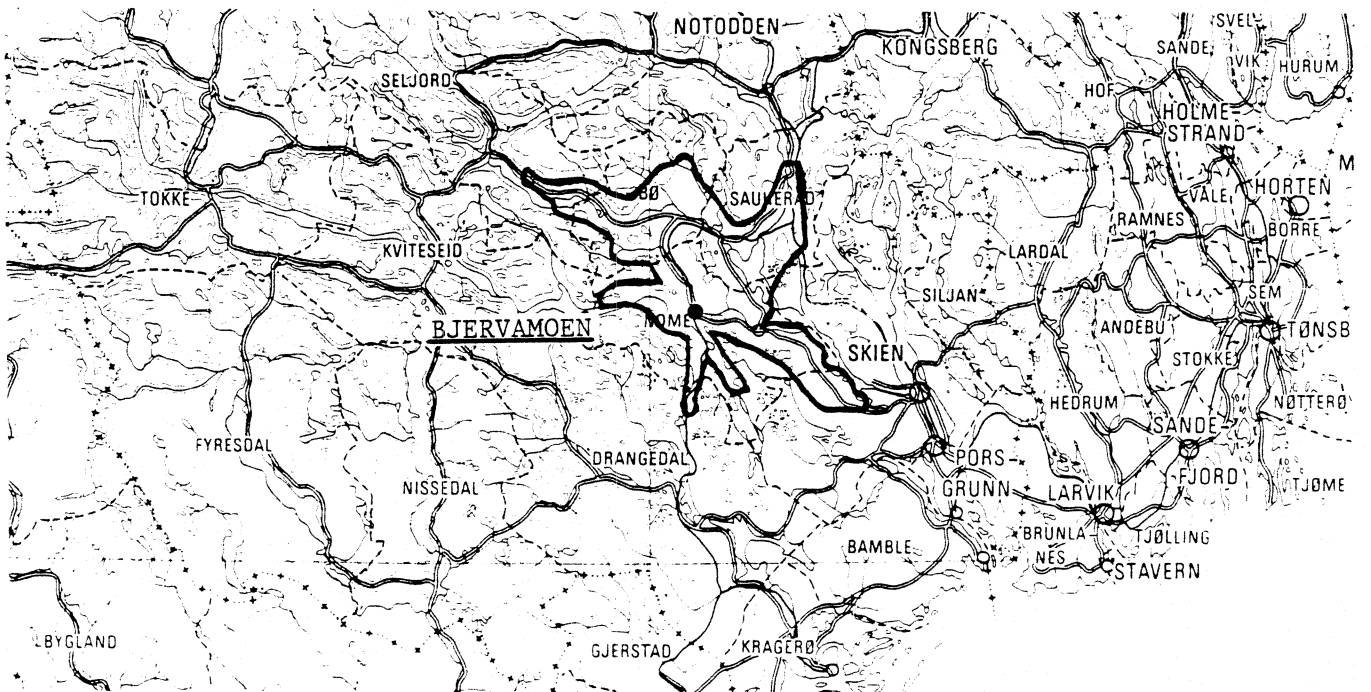 NOTODDEN
KONGSBERG
SVEL-
VIK
SANDE
HURUM
SELJORD
HOF
HOLME-
STRAND
M
TOKKE
BØ
SAUHERAD
VÅLE
HORTEN
RAMNES
BORRE
KVITESEID
LARDAL
SILJAN
SEM
BJERVAMOEN
NOME
ANDEBU
TØNSB
SKIEN
STOKKE
HEDRUM
NØTTERØ
SANDE-
FJORD
FYRESDAL
DRANGEDAL
PORS-
GRUNN
NISSEDAL
LARVIK
TJØME
BAMBLE
BRUNLA-
NES
TJØLLING
STAVERN
BYGLAND
GJERSTAD
KRAGERØ